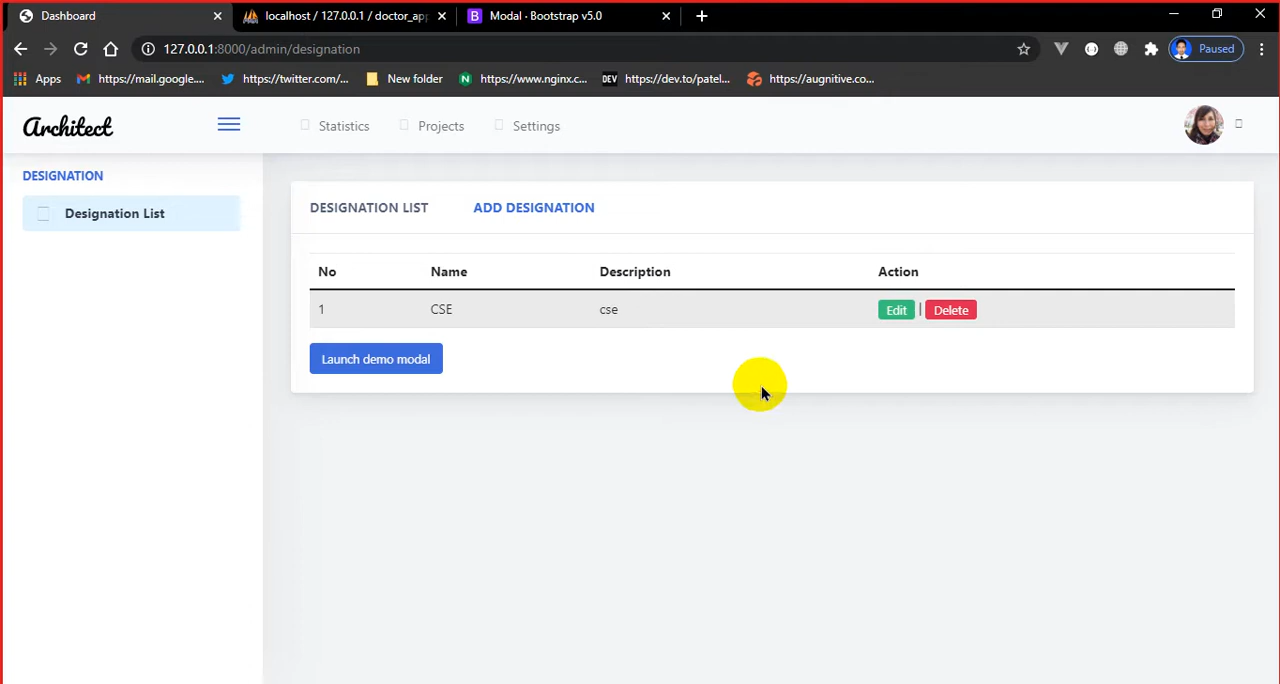 Dashboard localhost / 127.0.0.1 / doctor_app Modal · Bootstrap v5.0
127.0.0.1:8000/admin/designation Paused
Apps https://mail.google... https://twitter.com/... New folder https://www.nginx.c... https://dev.to/patel... https://augnitive.co...
Architect Statistics Projects Settings
DESIGNATION
Designation List
DESIGNATION LIST ADD DESIGNATION
No Name Description Action
1 CSE cse Edit | Delete
Launch demo modal